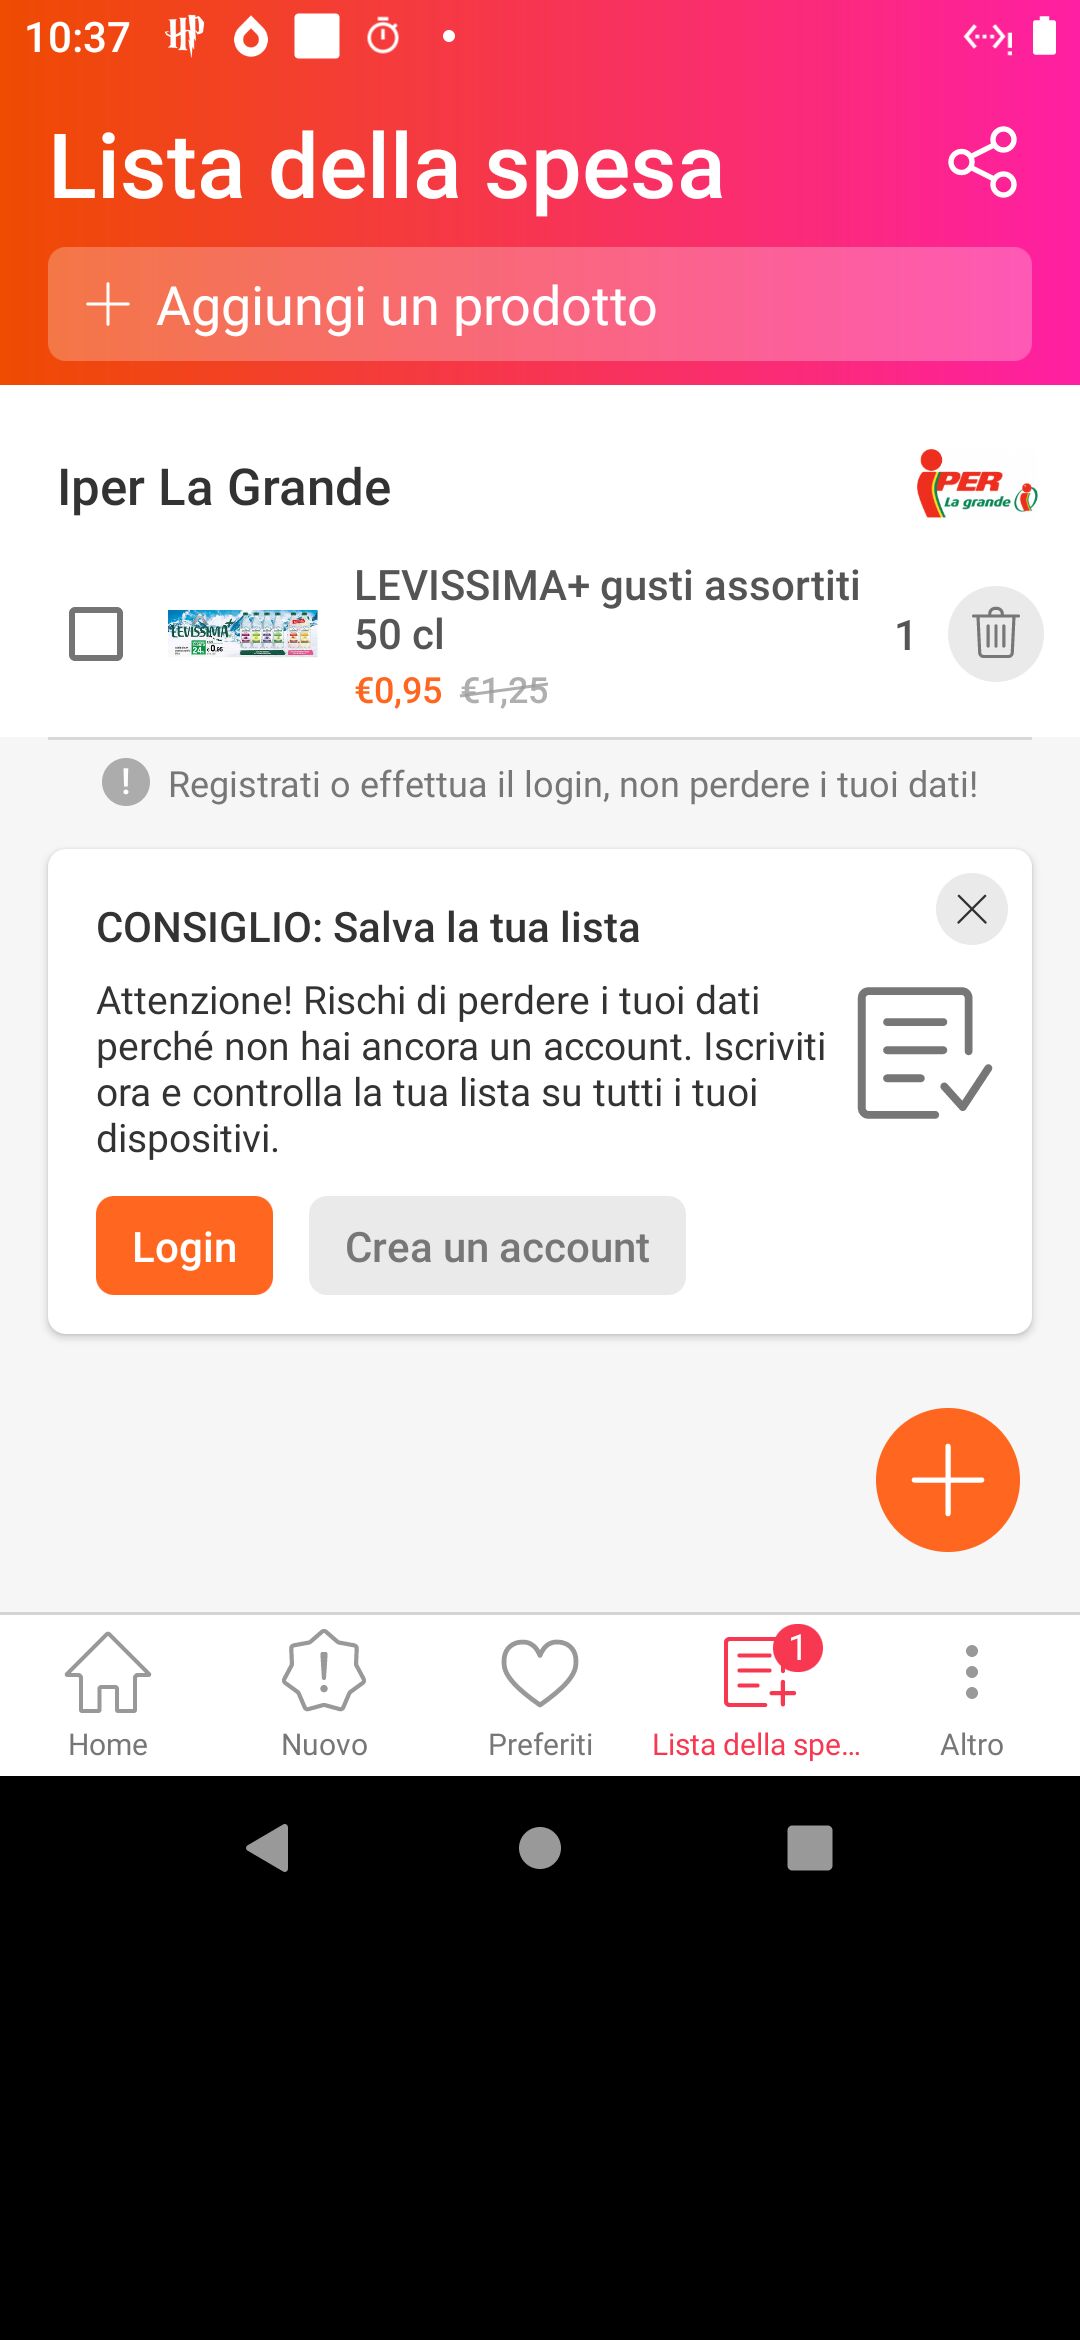 10:37
Lista della spesa
Aggiungi un prodotto
Iper La Grande
iPER
La grande i
LEVISSIMA+ gusti assortiti
50 cl
1
LEVISSIMA+
€0,95 €1,25
Registrati o effettua il login, non perdere i tuoi dati!
CONSIGLIO: Salva la tua lista
Attenzione! Rischi di perdere i tuoi dati
perché non hai ancora un account. Iscriviti
ora e controlla la tua lista su tutti i tuoi
dispositivi.
Login
Crea un account
1
Home
Nuovo
Preferiti
Lista della spe...
Altro